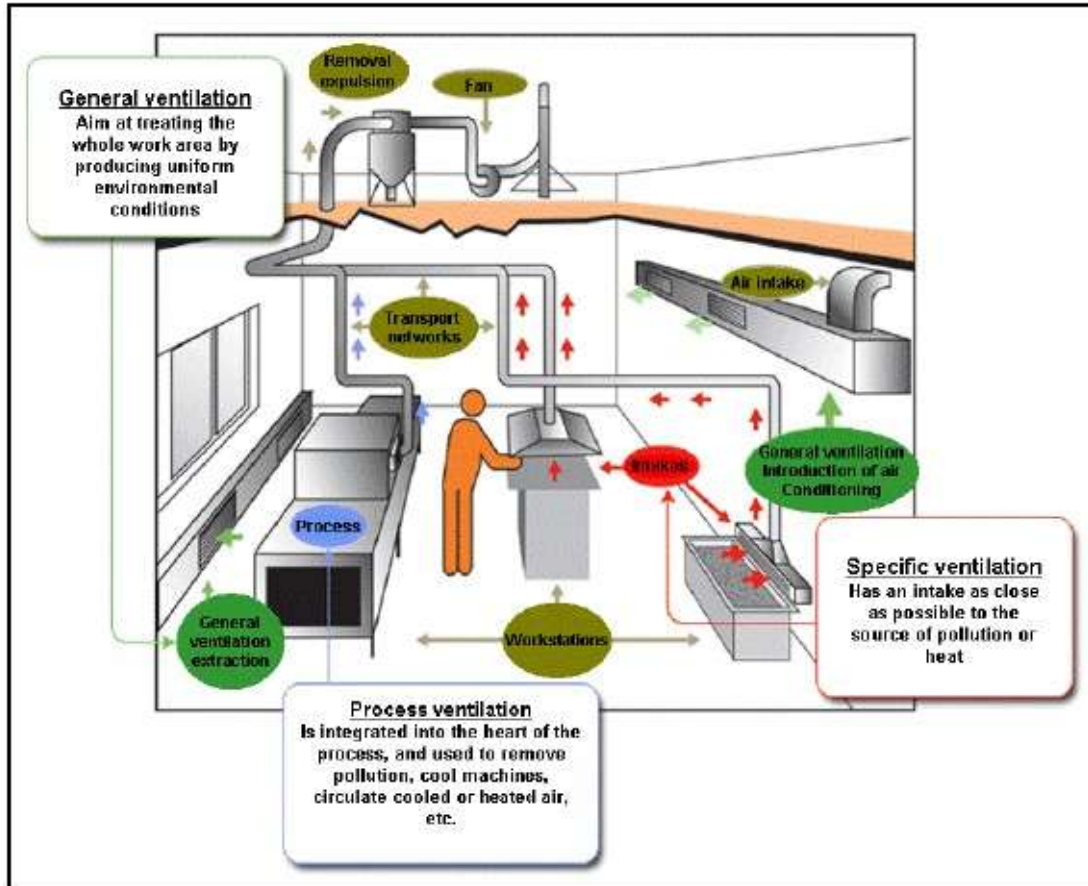 General ventilation
Aim at treating the
whole work area by
producing uniform
environmental
conditions
Removal
expulsion
Fan
Air intake
Transport
networks
General ventilation
Introduction of air
Conditioning
Intakes
Process
General
ventilation
extraction
Workstations
Specific ventilation
Has an intake as close
as possible to the
source of pollution or
heat
Process ventilation
Is integrated into the heart of the
process, and used to remove
pollution, cool machines,
circulate cooled or heated air,
etc.